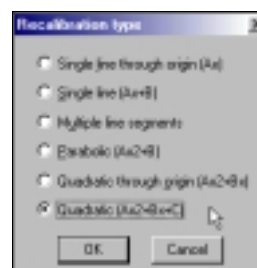 Recalibration type
Single line through origin (Ax)
Single line (Ax+B)
Multiple line segments
Parabolic (Ax2+B)
Quadratic through origin (Ax2+Bx)
Quadratic (Ax2+Bx+C)
OK
Cancel